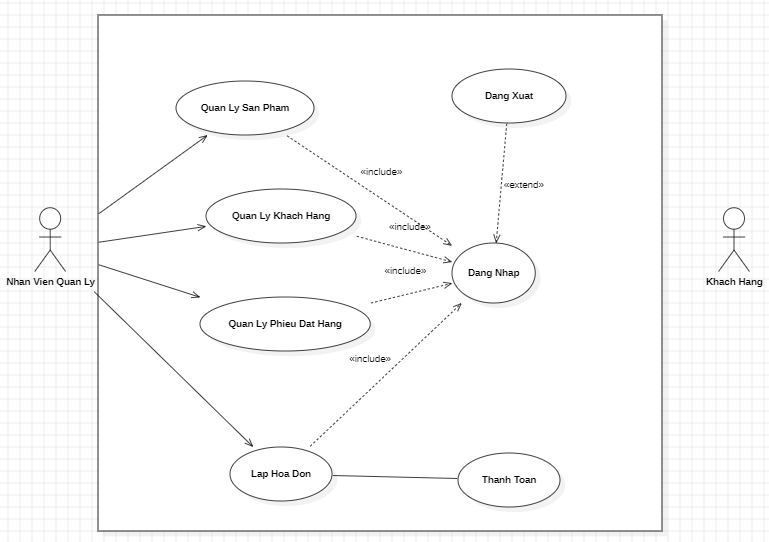 Quan Ly San Pham
Dang Xuat
«include»
«extend»
Quan Ly Khach Hang
«include»
«include»
Dang Nhap
Nhan Vien Quan Ly
Khach Hang
Quan Ly Phieu Dat Hang
«include»
Lap Hoa Don
Thanh Toan